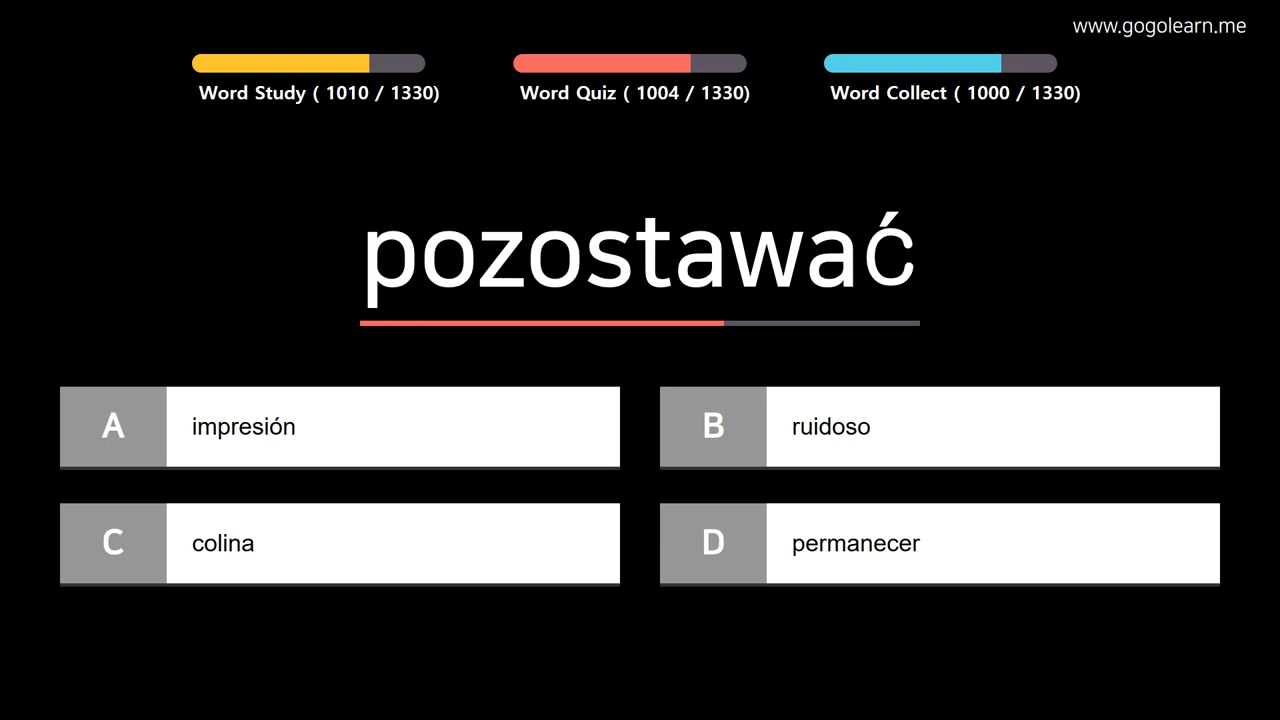 www.gogolearn.me
Word Study ( 1010 / 1330)
Word Quiz ( 1004 / 1330)
Word Collect ( 1000 / 1330)
pozostawać
A impresión
B ruidoso
C colina
D permanecer